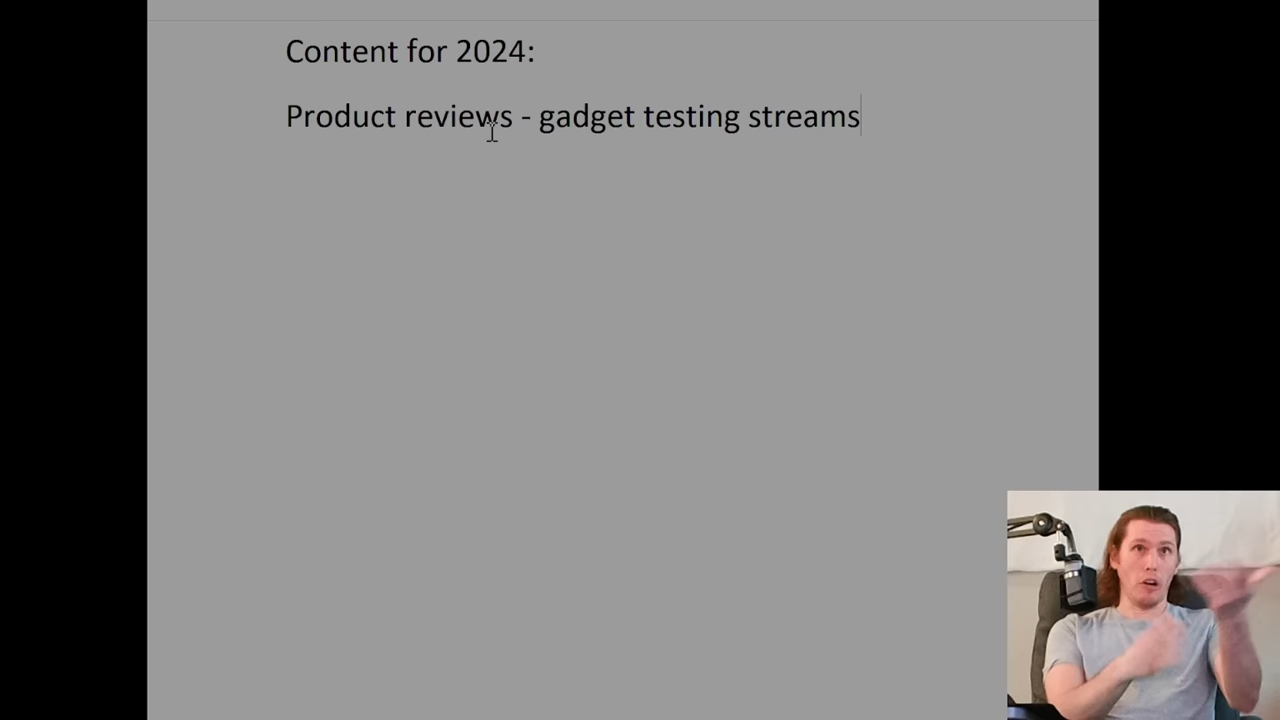 Content for 2024:
Product reviews - gadget testing streams